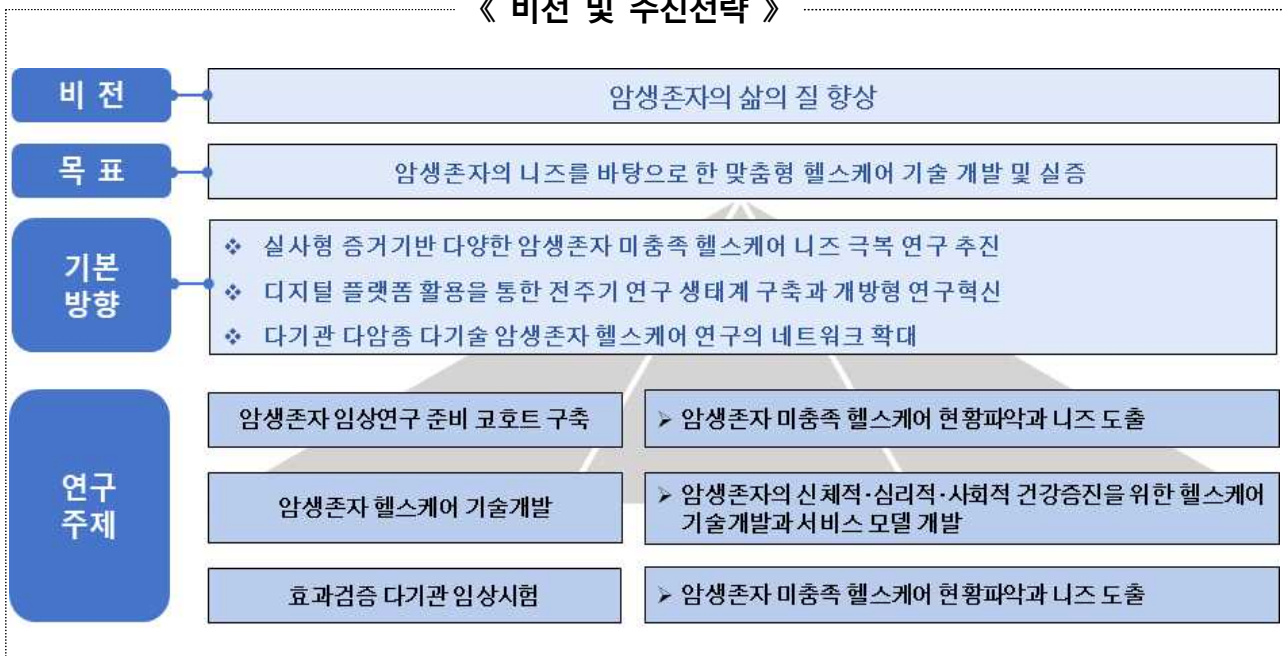 《 비전 및 추진전략 》
비 전
암생존자의 삶의 질 향상
목 표
암생존자의 니즈를 바탕으로 한 맞춤형 헬스케어 기술 개발 및 실증
기본
방향
❖ 실사형 증거기반 다양한 암생존자 미충족 헬스케어 니즈 극복 연구 추진
❖ 디지털 플랫폼 활용을 통한 전주기 연구 생태계 구축과 개방형 연구혁신
❖ 다기관 다암종 다기술 암생존자 헬스케어 연구의 네트워크 확대
연구
주제
암생존자 임상연구 준비 코호트 구축
➢ 암생존자 미충족 헬스케어 현황파악과 니즈 도출
암생존자 헬스케어 기술개발
➢ 암생존자의 신체적·심리적·사회적 건강증진을 위한 헬스케어
기술개발과 서비스 모델 개발
효과검증 다기관 임상시험
➢ 암생존자 미충족 헬스케어 현황파악과 니즈 도출